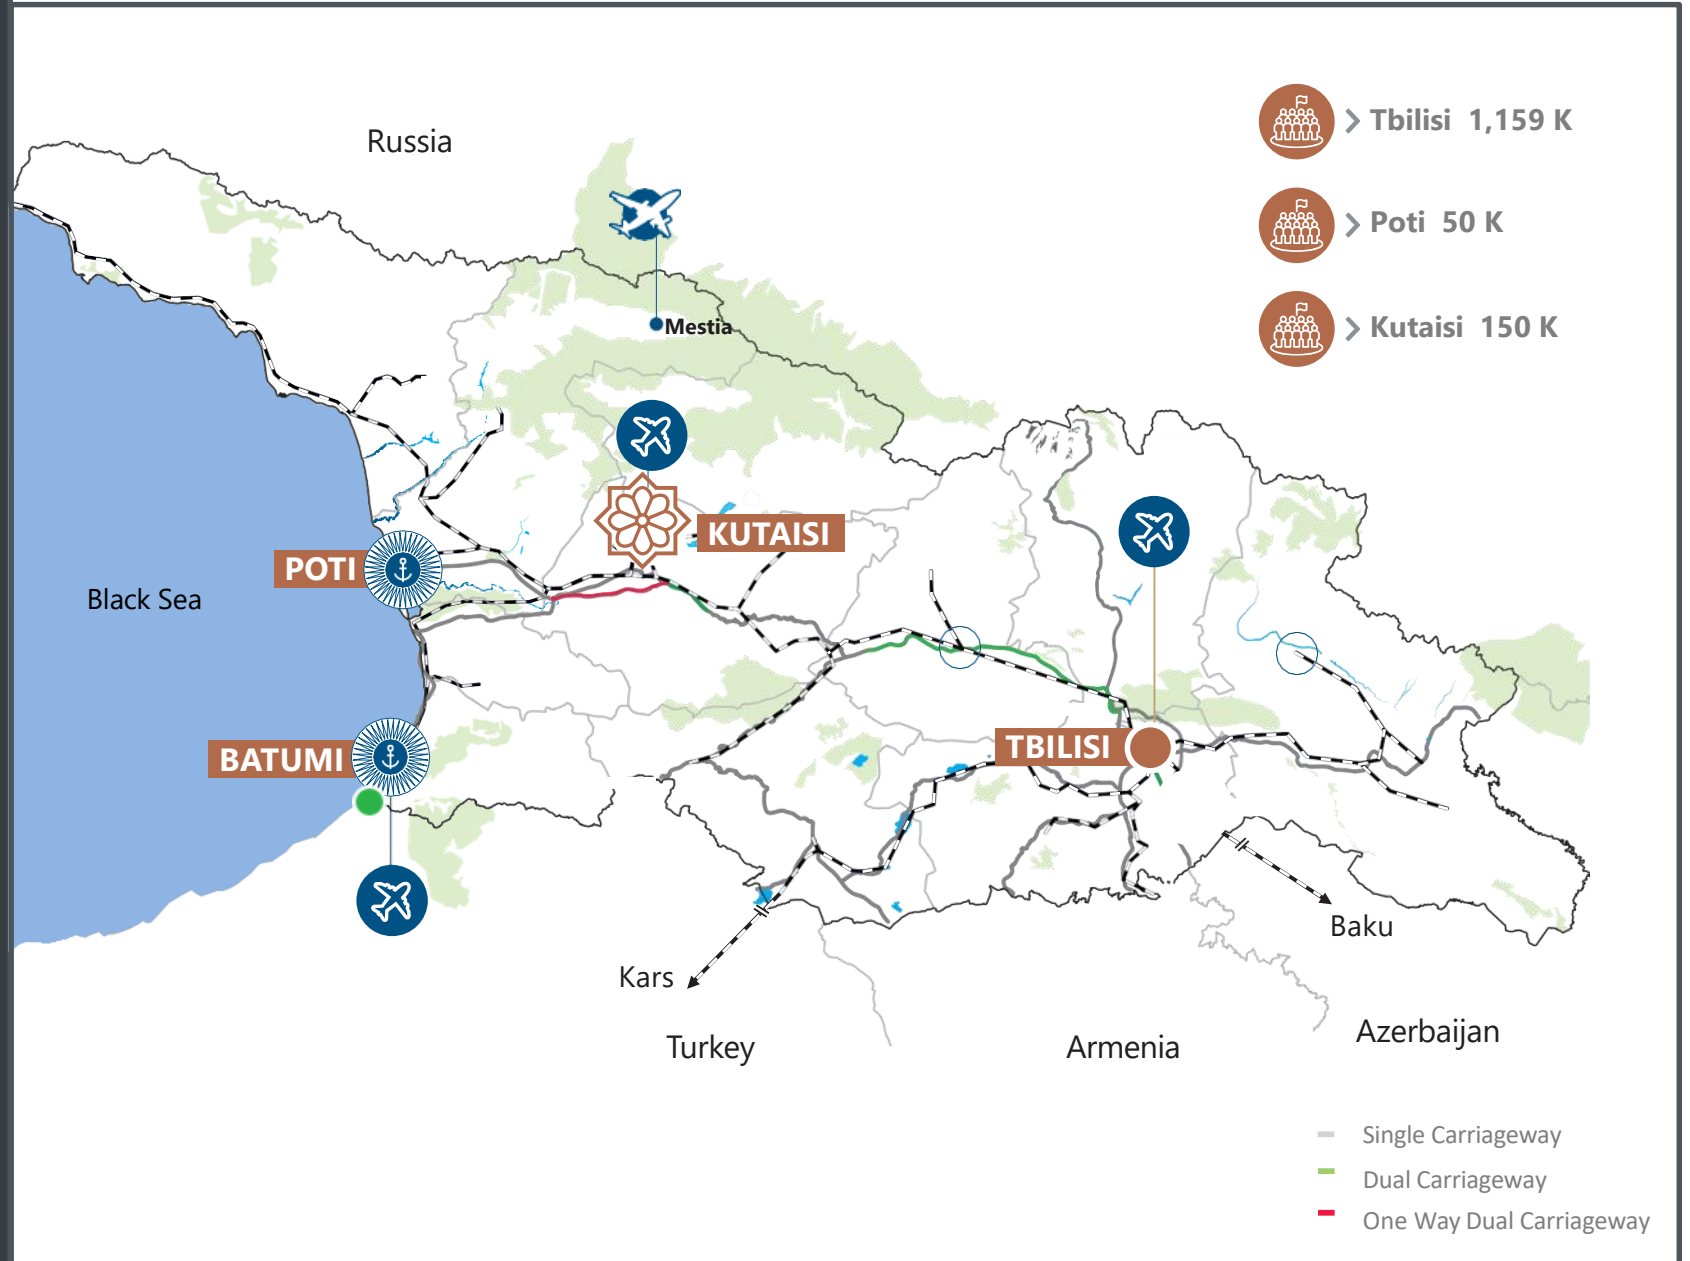 Russia
Tbilisi 1,159 K
Poti 50 K
Kutaisi 150 K
Mestia
KUTAISI
POTI
Black Sea
BATUMI
TBILISI
Baku
Kars
Turkey
Armenia
Azerbaijan
Single Carriageway
Dual Carriageway
One Way Dual Carriageway